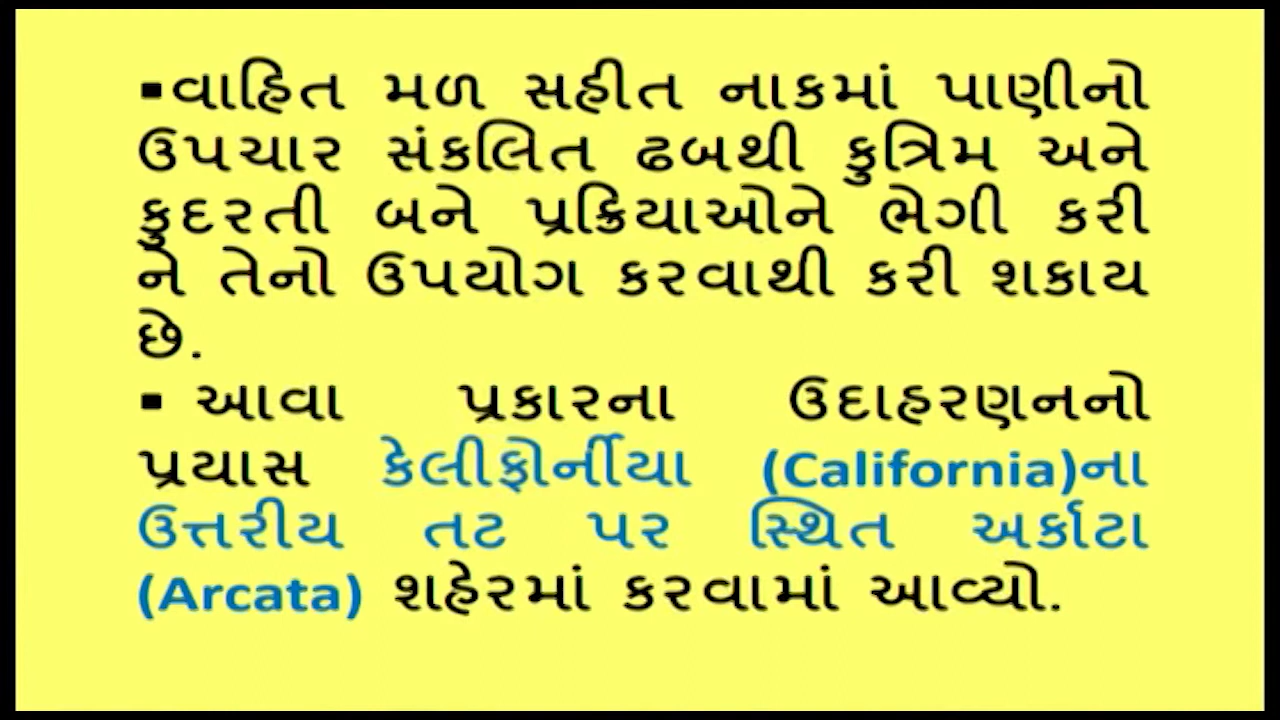 ▪વાહિત મળ સહીત નાકમાં પાણીનો
ઉપચાર સંકલિત ઢબથી કુત્રિમ અને
કુદરતી બને પ્રક્રિયાઓને ભેગી કરી
ને તેનો ઉપયોગ કરવાથી કરી શકાય
છે.
▪ આવા પ્રકારના ઉદાહરણનનો
પ્રયાસ કેલીફોર્નીયા (California)ના
ઉત્તરીય તટ પર સ્થિત અર્કાટા
(Arcata) શહેરમાં કરવામાં આવ્યો.